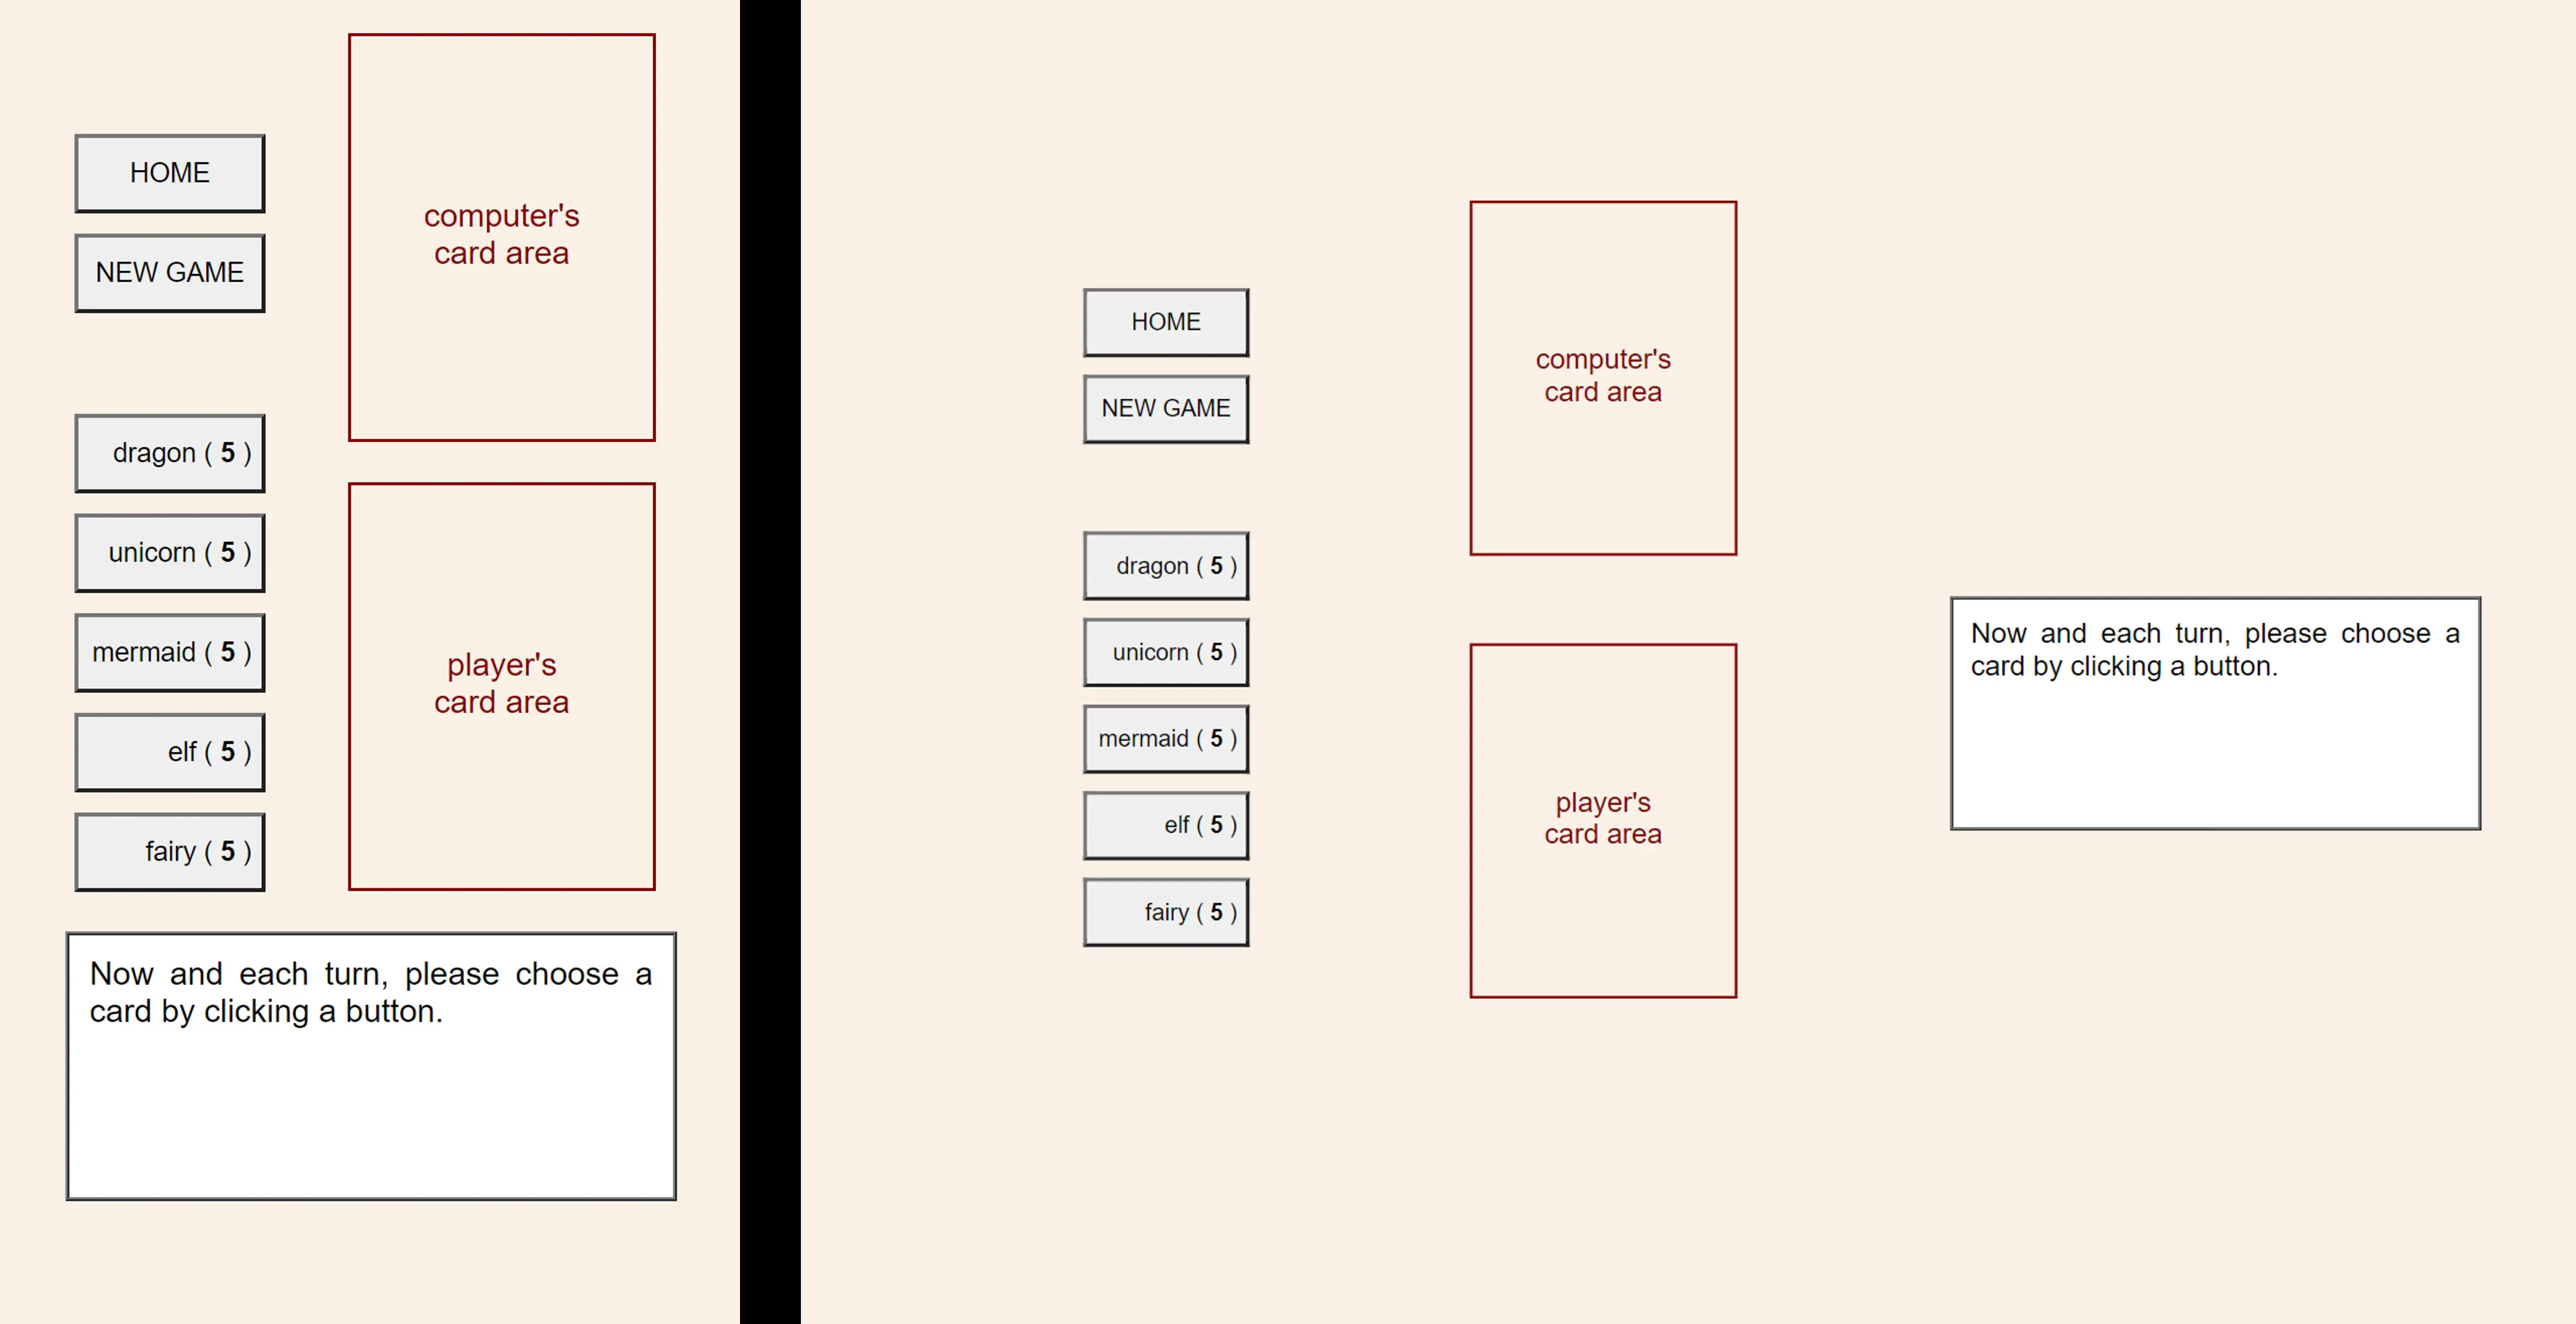 HOME
NEW GAME
dragon ( 5 )
unicorn ( 5 )
mermaid ( 5 )
elf ( 5 )
fairy ( 5 )
computer's
card area
player's
card area
Now and each turn, please choose a
card by clicking a button.
HOME
NEW GAME
dragon ( 5 )
unicorn ( 5 )
mermaid ( 5 )
elf ( 5 )
fairy ( 5 )
computer's
card area
player's
card area
Now and each turn, please choose a
card by clicking a button.